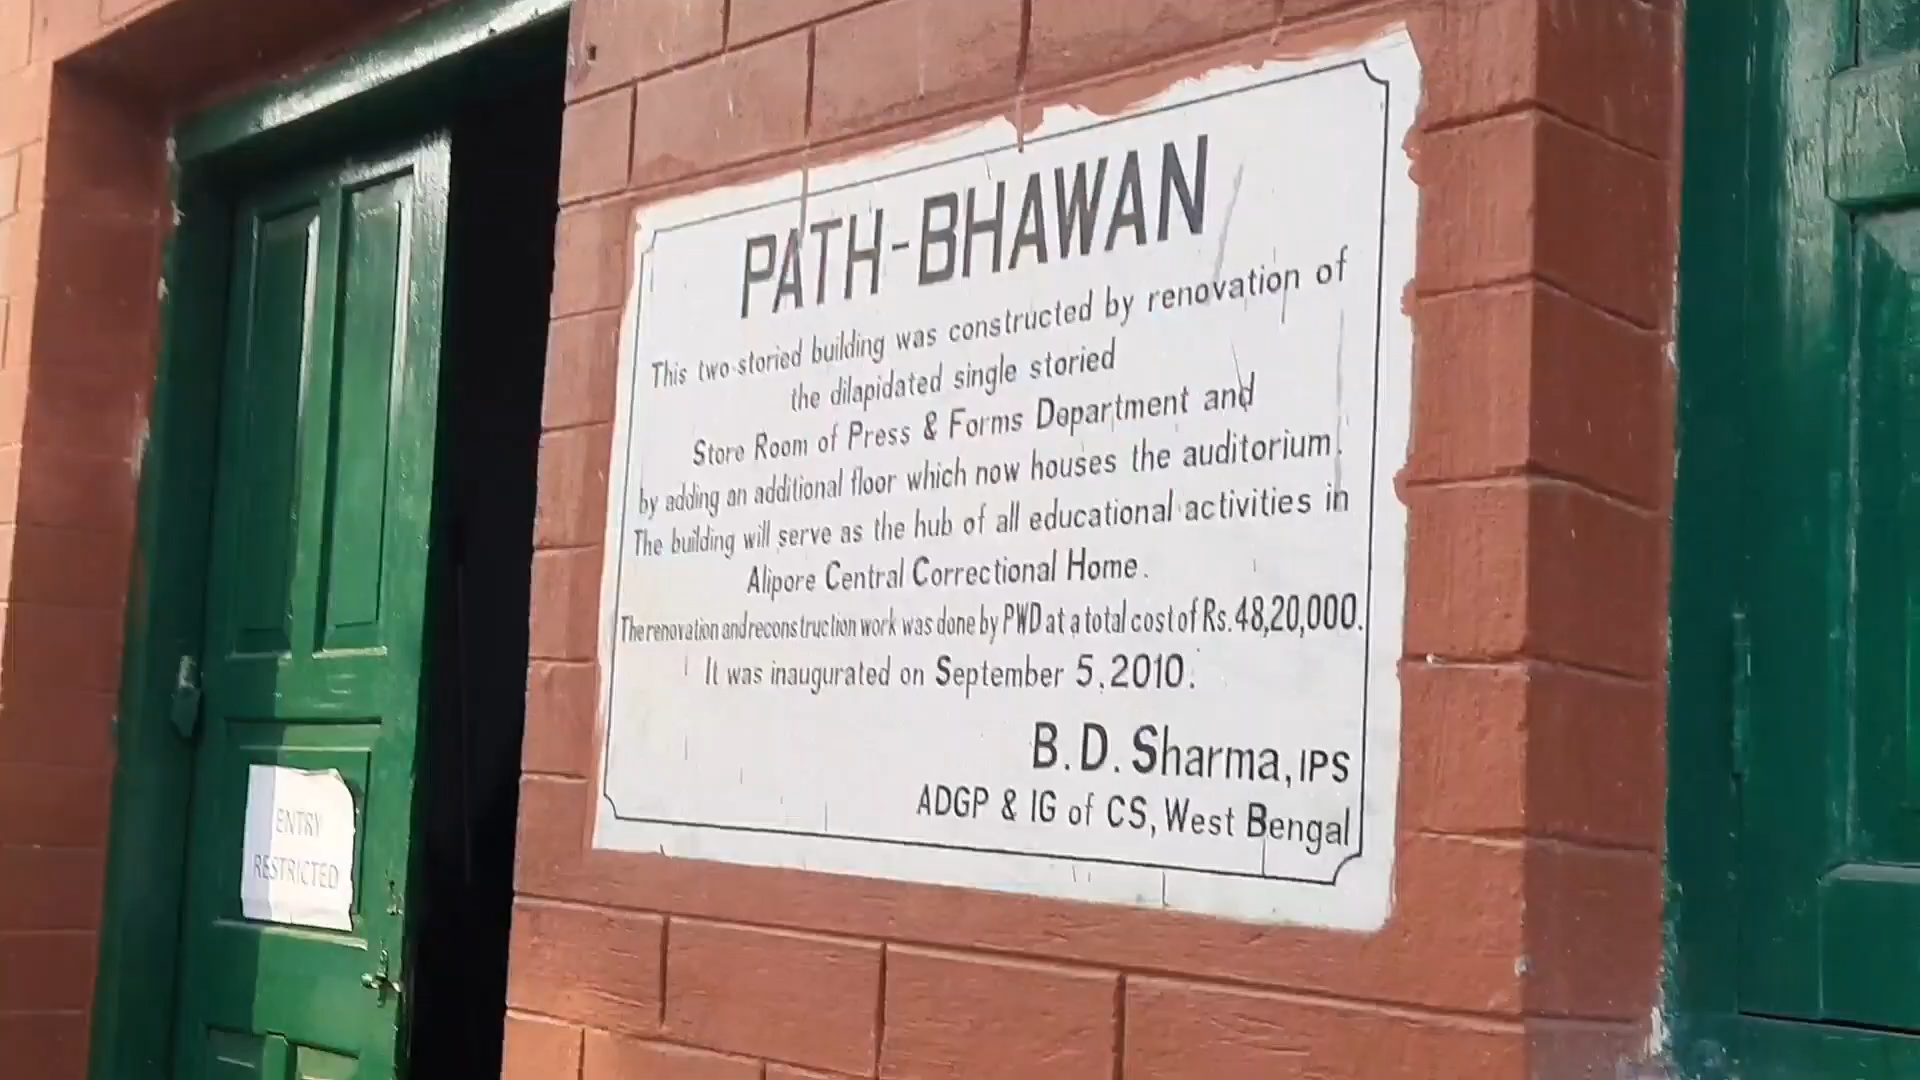 PATH-BHAWAN
This two-storied building was constructed by renovation of
the dilapidated single storied
Store Room of Press & Forms Department and
by adding an additional floor which now houses the auditorium.
The building will serve as the hub of all educational activities in
Alipore Central Correctional Home.
The renovation and reconstruction work was done by PWD at a total cost of Rs. 48,20,000.
It was inaugurated on September 5, 2010.
B.D. Sharma, IPS
ADGP & IG of CS, West Bengal
ENTRY
RESTRICTED